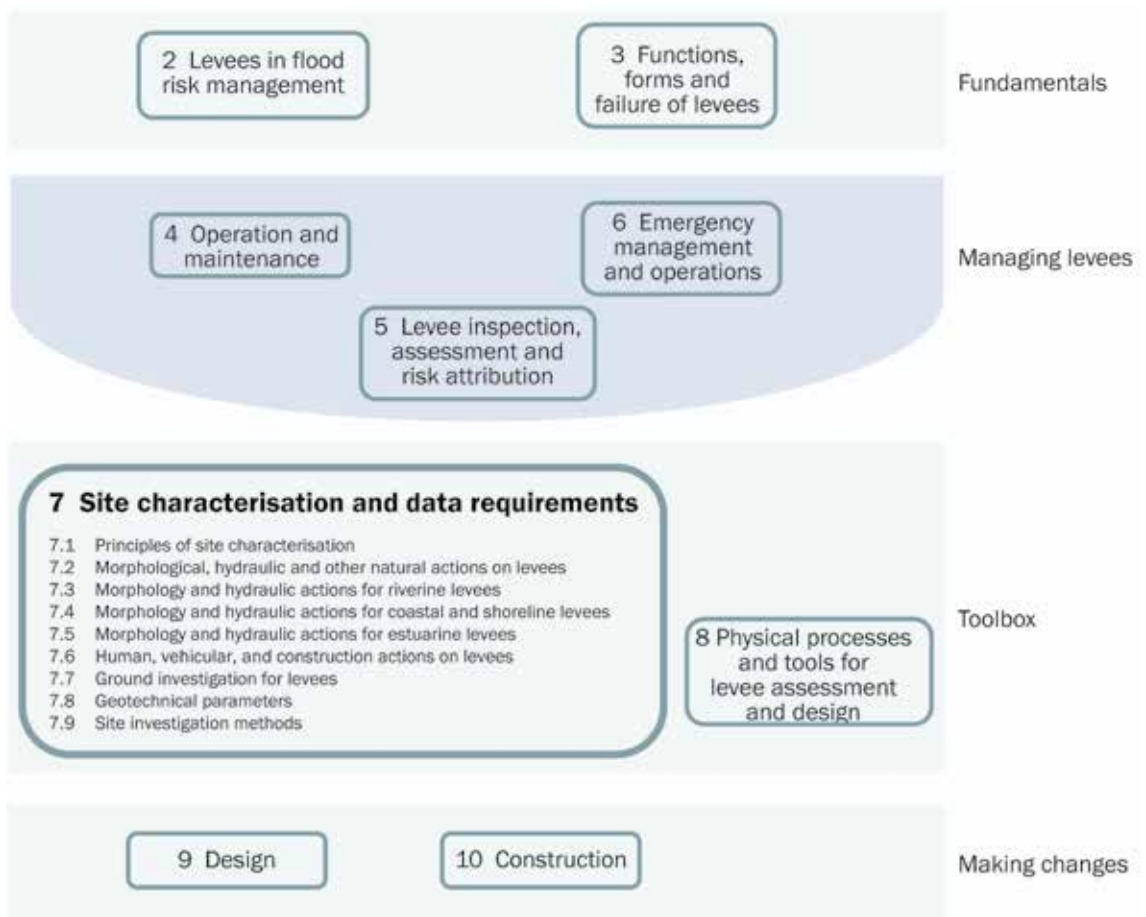 2 Levees in flood
risk management
3 Functions,
forms and
failure of levees
Fundamentals
4 Operation and
maintenance
6 Emergency
management
and operations
Managing levees
5 Levee inspection,
assessment and
risk attribution
7 Site characterisation and data requirements
7.1 Principles of site characterisation
7.2 Morphological, hydraulic and other natural actions on levees
7.3 Morphology and hydraulic actions for riverine levees
7.4 Morphology and hydraulic actions for coastal and shoreline levees
7.5 Morphology and hydraulic actions for estuarine levees
7.6 Human, vehicular, and construction actions on levees
7.7 Ground investigation for levees
7.8 Geotechnical parameters
7.9 Site investigation methods
8 Physical processes
and tools for
levee assessment
and design
Toolbox
9 Design
10 Construction
Making changes